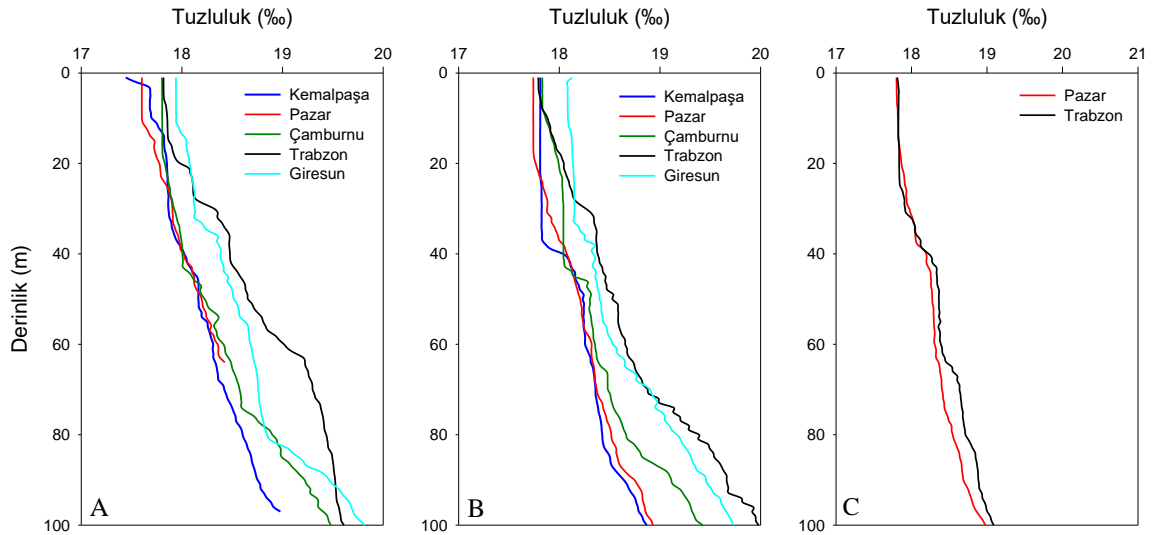 Tuzluluk (‰)
17 18 19 20
0
20
40
60
80
100
Derinlik (m)
Kemalpaşa
Pazar
Çamburnu
Trabzon
Giresun
A
Tuzluluk (‰)
17 18 19 20
0
20
40
60
80
100
Kemalpaşa
Pazar
Çamburnu
Trabzon
Giresun
B
Tuzluluk (‰)
17 18 19 20 21
0
20
40
60
80
100
Pazar
Trabzon
C